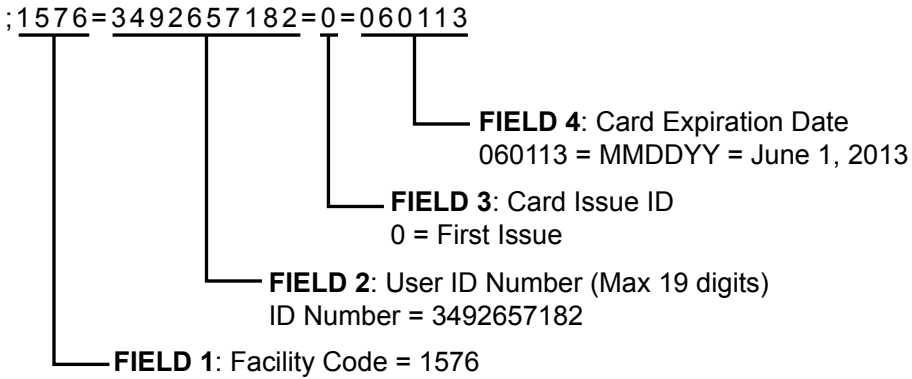 ;1576=3492657182=0=060113
FIELD 4: Card Expiration Date
060113 = MMDDYY = June 1, 2013
FIELD 3: Card Issue ID
0 = First Issue
FIELD 2: User ID Number (Max 19 digits)
ID Number = 3492657182
FIELD 1: Facility Code = 1576